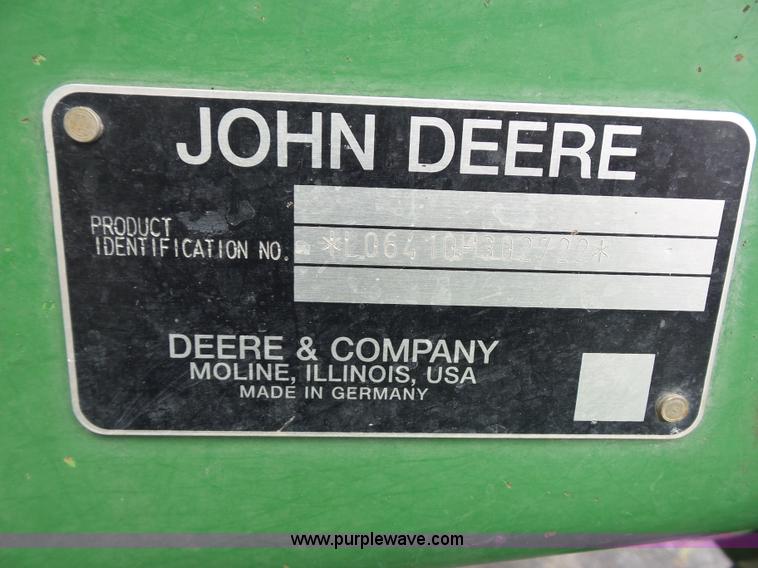 JOHN DEERE
PRODUCT
IDENTIFICATION NO.
DEERE & COMPANY
MOLINE, ILLINOIS, USA
MADE IN GERMANY
www.purplewave.com